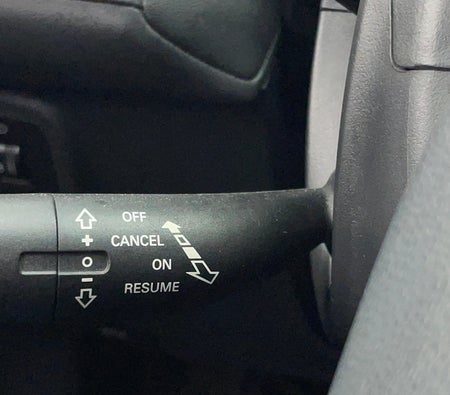 OFF
+ CANCEL
O ON
- RESUME